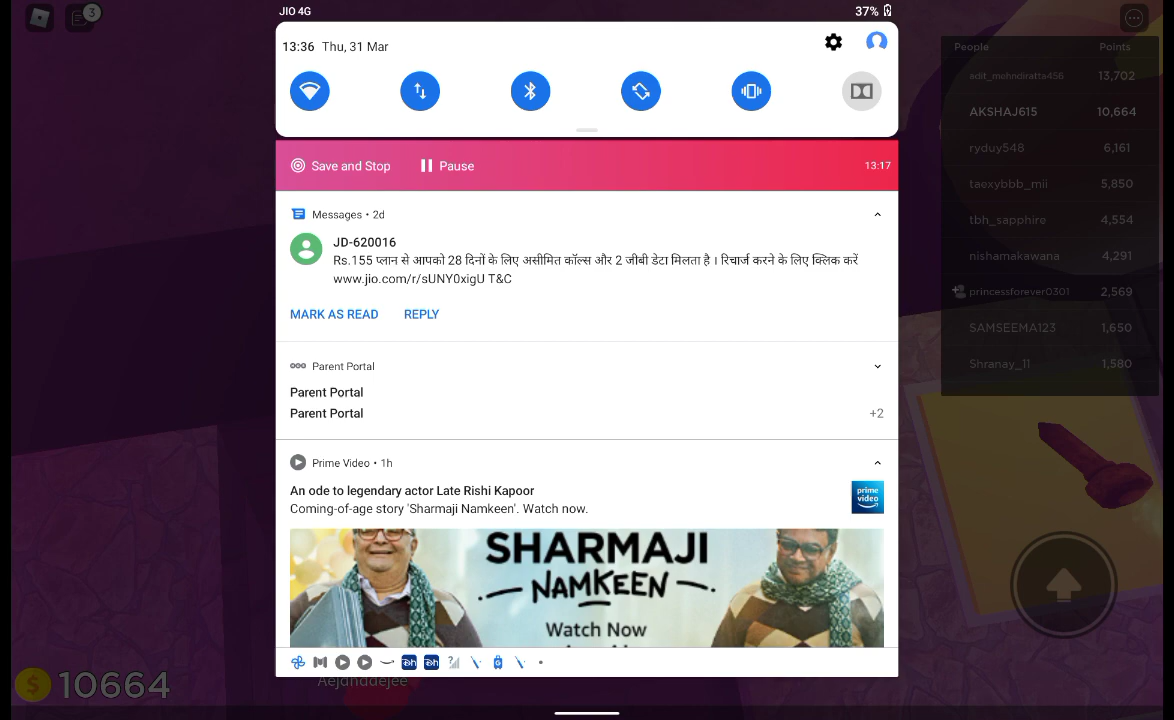 JIO 4G
37%
3
13:36 Thu, 31 Mar
Save and Stop
Pause
13:17
Messages • 2d
JD-620016
Rs.155 प्लान से आपको 28 दिनों के लिए असीमित कॉल्स और 2 जीबी डेटा मिलता है । रिचार्ज करने के लिए क्लिक करें
www.jio.com/r/sUNY0xigU T&C
MARK AS READ
REPLY
Parent Portal
Parent Portal
Parent Portal
+2
Prime Video • 1h
An ode to legendary actor Late Rishi Kapoor
Coming-of-age story 'Sharmaji Namkeen'. Watch now.
prime video
SHARMAJI
NAMKEEN
Watch Now
People Points
adit_mehndiratta456 13,702
AKSHAJ615 10,664
ryduy548 6,161
taexybbb_mii 5,850
tbh_sapphire 4,554
nishamakawana 4,291
princessforever0301 2,569
SAMSEEMA123 1,650
Shranay_11 1,580
$ 10664